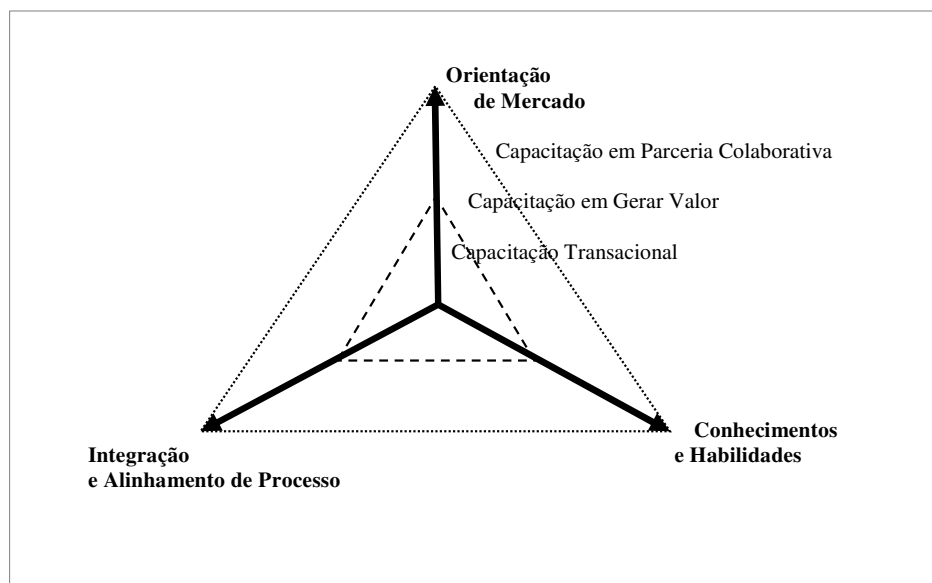 Orientação
de Mercado
Capacitação em Parceria Colaborativa
Capacitação em Gerar Valor
Capacitação Transacional
Integração
e Alinhamento de Processo
Conhecimentos
e Habilidades